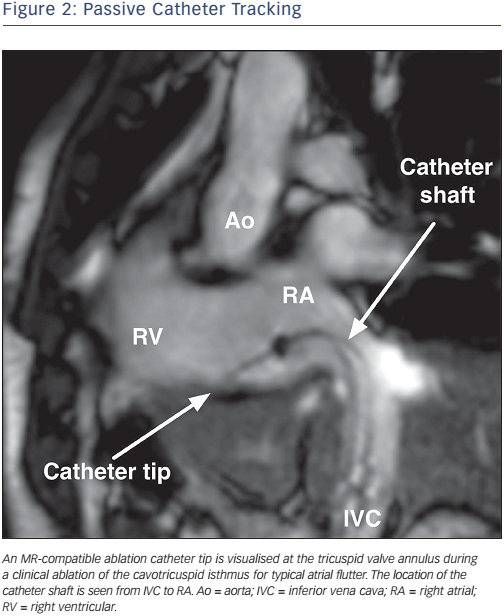 Figure 2: Passive Catheter Tracking
Catheter
shaft
Ao
RA
RV
Catheter tip
IVC
An MR-compatible ablation catheter tip is visualised at the tricuspid valve annulus during
a clinical ablation of the cavotricuspid isthmus for typical atrial flutter. The location of the
catheter shaft is seen from IVC to RA. Ao = aorta; IVC = inferior vena cava; RA = right atrial;
RV = right ventricular.